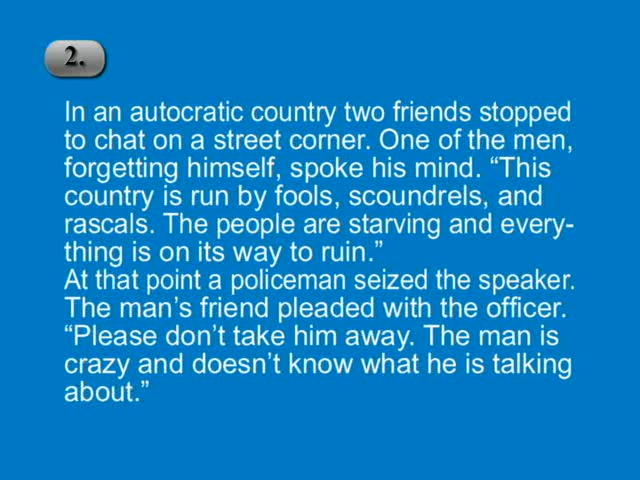 2.
In an autocratic country two friends stopped
to chat on a street corner. One of the men,
forgetting himself, spoke his mind. “This
country is run by fools, scoundrels, and
rascals. The people are starving and every-
thing is on its way to ruin.”
At that point a policeman seized the speaker.
The man’s friend pleaded with the officer.
“Please don’t take him away. The man is
crazy and doesn’t know what he is talking
about.”